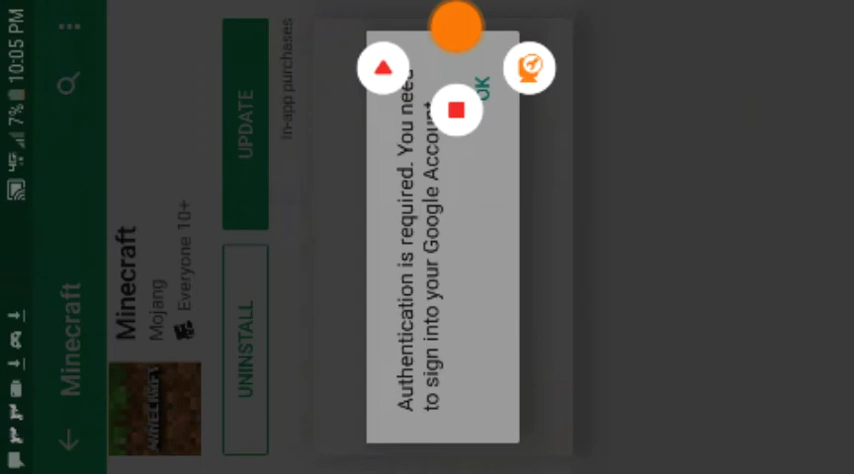 7% 10:05 PM
Minecraft
Minecraft
Mojang
Everyone 10+
UNINSTALL
UPDATE
In-app purchases
Authentication is required. You need
to sign into your Google Account.
OK